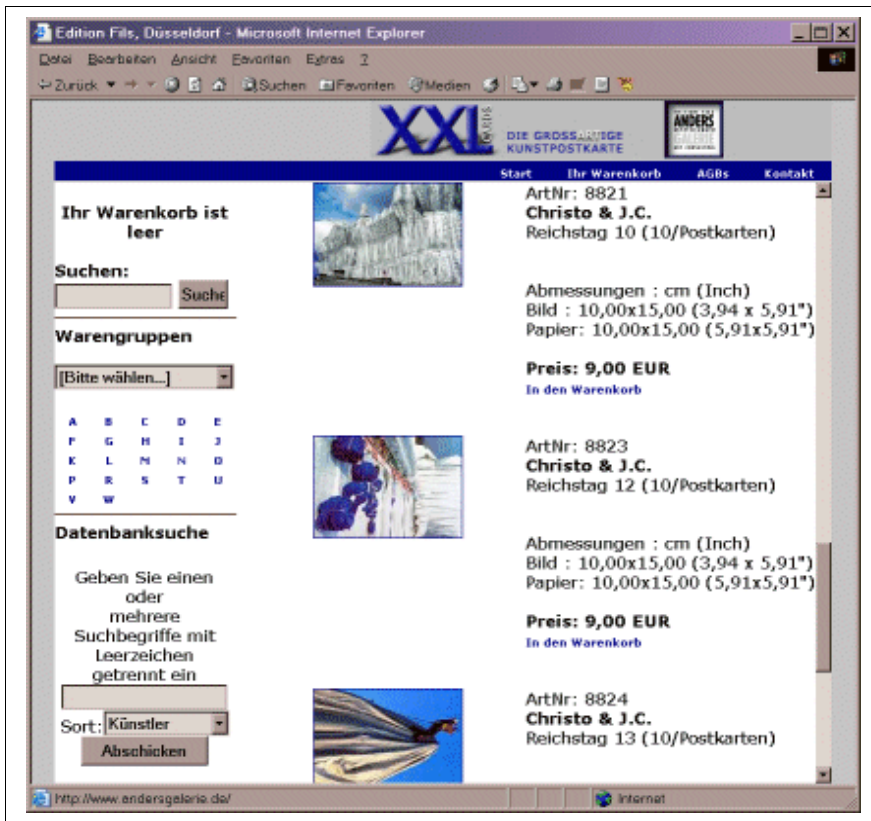 Edition Fils, Düsseldorf - Microsoft Internet Explorer
Datei Bearbeiten Ansicht Favoriten Extras ?
Zurück Suchen Favoriten Medien
XXL CARDS
DIE GROSSARTIGE
KUNSTPOSTKARTE
ANDERS
GALERIE
Start Ihr Warenkorb AGBs Kontakt
Ihr Warenkorb ist
leer
Suchen:
Suche
Warengruppen
[Bitte wählen...]
A B C D E
F G H I J
K L M N O
P R S T U
V W
Datenbanksuche
Geben Sie einen
oder
mehrere
Suchbegriffe mit
Leerzeichen
getrennt ein
Sort: Künstler
Abschicken
ArtNr: 8821
Christo & J.C.
Reichstag 10 (10/Postkarten)
Abmessungen : cm (Inch)
Bild : 10,00x15,00 (3,94 x 5,91")
Papier: 10,00x15,00 (5,91x5,91")
Preis: 9,00 EUR
In den Warenkorb
ArtNr: 8823
Christo & J.C.
Reichstag 12 (10/Postkarten)
Abmessungen : cm (Inch)
Bild : 10,00x15,00 (3,94 x 5,91")
Papier: 10,00x15,00 (5,91x5,91")
Preis: 9,00 EUR
In den Warenkorb
ArtNr: 8824
Christo & J.C.
Reichstag 13 (10/Postkarten)
http://www.andersgalerie.de/
Internet